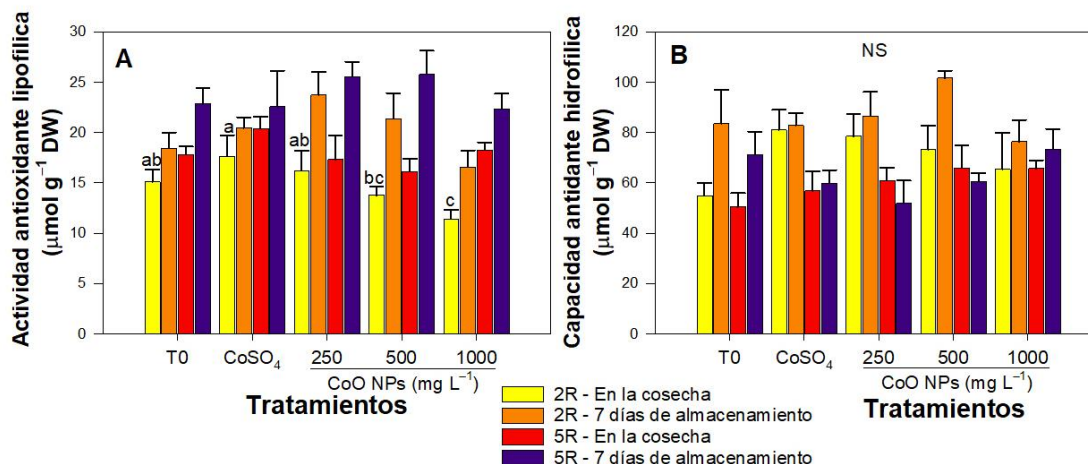 A
Actividad antioxidante lipofílica
(μmol g⁻¹ DW)
30
25
20
15
10
5
0
ab
a
ab
bc
c
T0 CoSO₄ 250 500 1000
CoO NPs (mg L⁻¹)
Tratamientos
B
NS
Capacidad antidante hidrofílica
(μmol g⁻¹ DW)
120
100
80
60
40
20
0
T0 CoSO₄ 250 500 1000
CoO NPs (mg L⁻¹)
Tratamientos
2R - En la cosecha
2R - 7 días de almacenamiento
5R - En la cosecha
5R - 7 días de almacenamiento